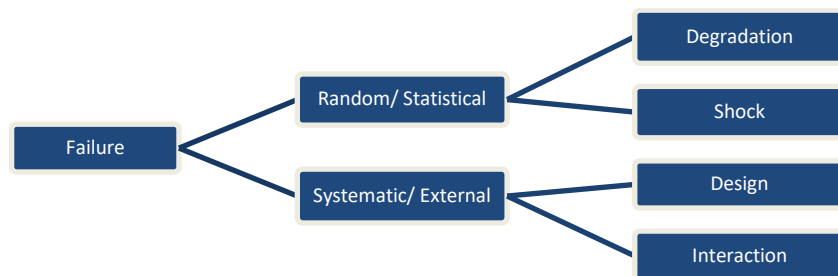 Degradation
Random/ Statistical
Shock
Failure
Design
Systematic/ External
Interaction